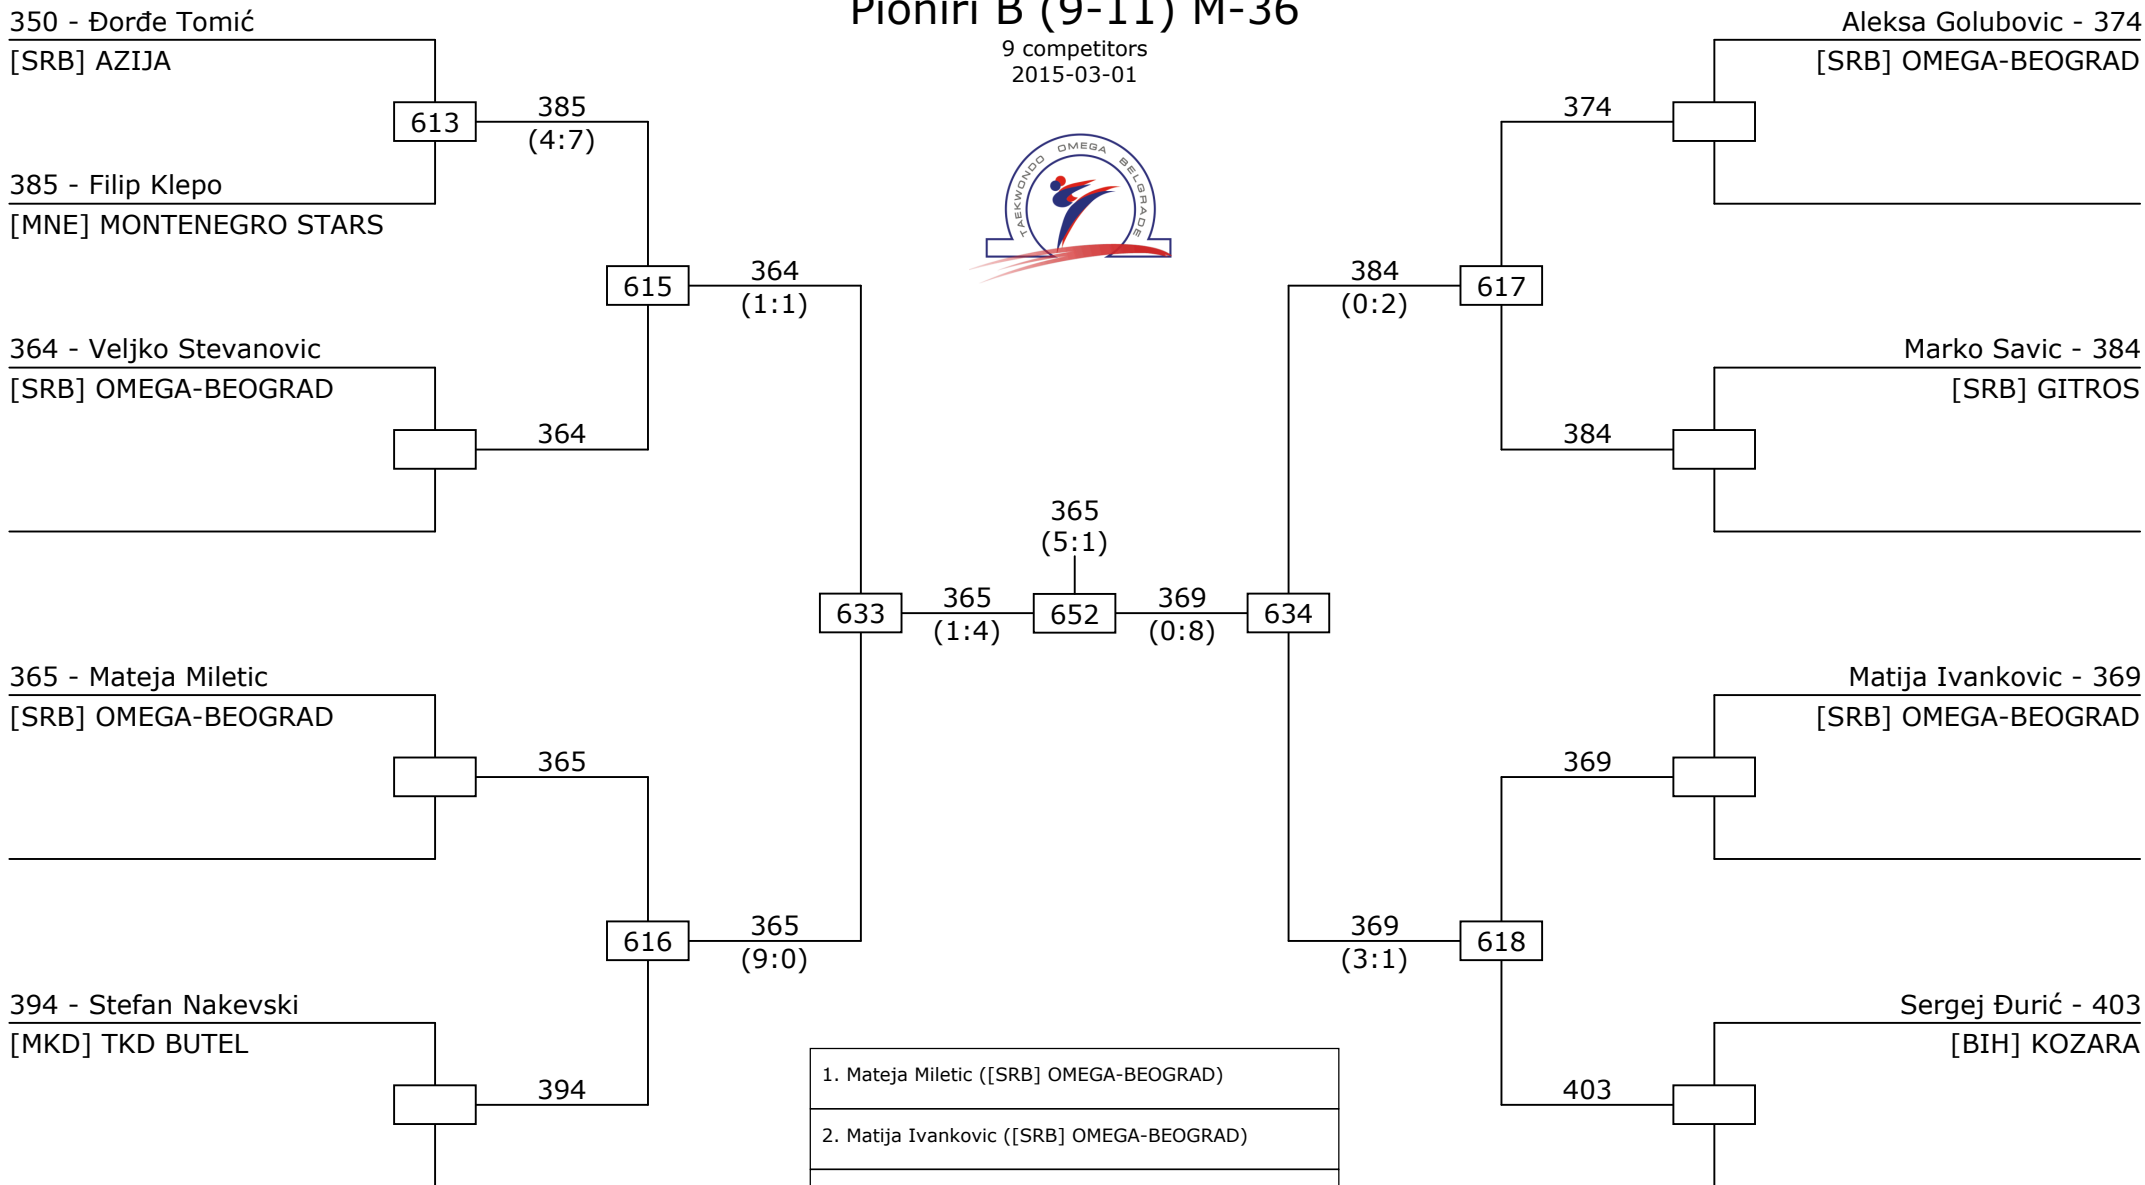 Pioniri B (9-11) M-36
9 competitors
2015-03-01
TAEKWONDO OMEGA BELGRADE
350 - Đorđe Tomić
[SRB] AZIJA
613
385
(4:7)
385 - Filip Klepo
[MNE] MONTENEGRO STARS
615
364
(1:1)
364 - Veljko Stevanovic
[SRB] OMEGA-BEOGRAD
364
365 - Mateja Miletic
[SRB] OMEGA-BEOGRAD
365
616
365
(9:0)
394 - Stefan Nakevski
[MKD] TKD BUTEL
394
633
365
(1:4)
365
(5:1)
652
369
(0:8)
634
Aleksa Golubovic - 374
[SRB] OMEGA-BEOGRAD
374
384
(0:2)
617
Marko Savic - 384
[SRB] GITROS
384
Matija Ivankovic - 369
[SRB] OMEGA-BEOGRAD
369
369
(3:1)
618
Sergej Đurić - 403
[BIH] KOZARA
403
1. Mateja Miletic ([SRB] OMEGA-BEOGRAD)
2. Matija Ivankovic ([SRB] OMEGA-BEOGRAD)